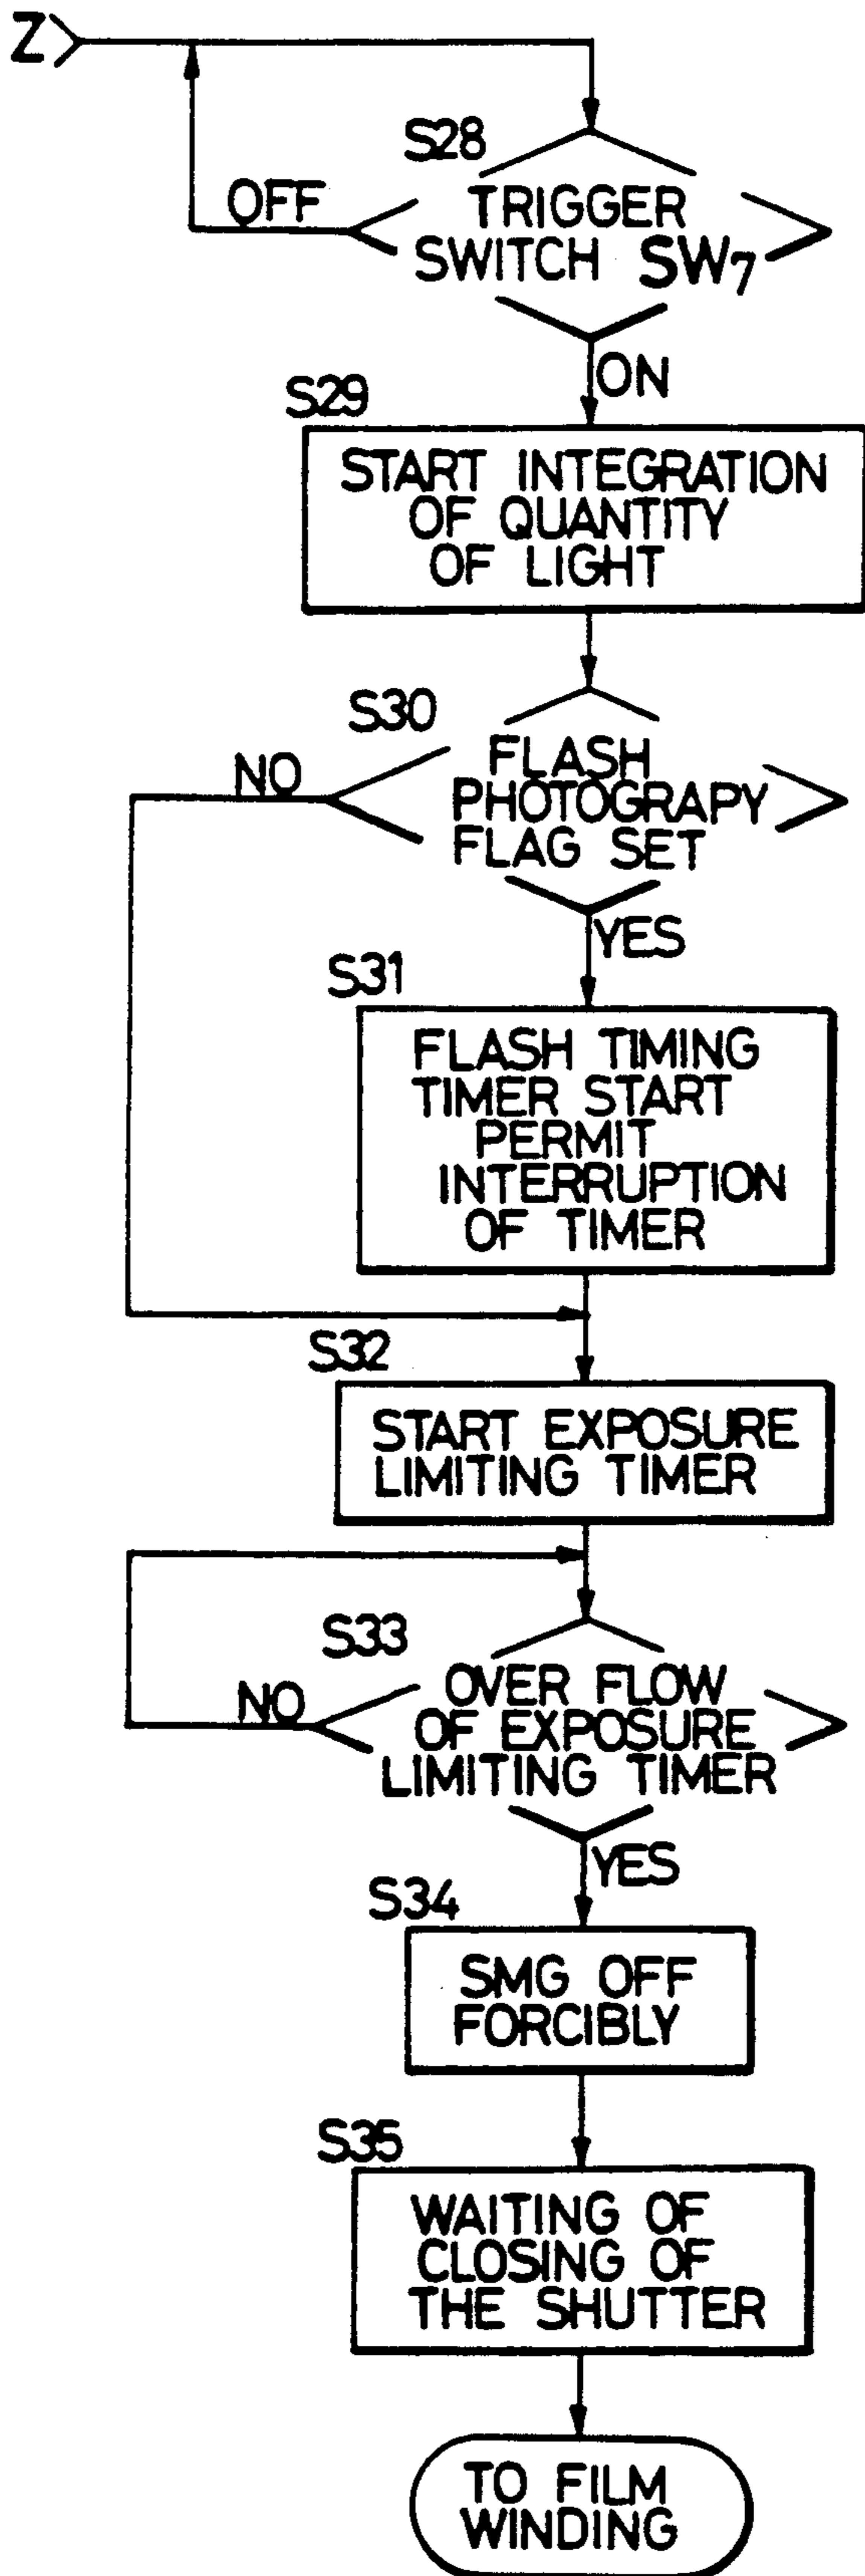 Z
S28
OFF
TRIGGER
SWITCH SW7
ON
S29
START INTEGRATION
OF QUANTITY
OF LIGHT
S30
NO
FLASH
PHOTOGRAPY
FLAG SET
YES
S31
FLASH TIMING
TIMER START
PERMIT
INTERRUPTION
OF TIMER
S32
START EXPOSURE
LIMITING TIMER
S33
NO
OVER FLOW
OF EXPOSURE
LIMITING TIMER
YES
S34
SMG OFF
FORCIBLY
S35
WAITING OF
CLOSING OF
THE SHUTTER
TO FILM
WINDING